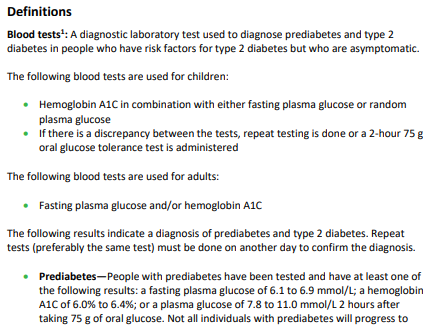 Definitions
Blood tests¹: A diagnostic laboratory test used to diagnose prediabetes and type 2
diabetes in people who have risk factors for type 2 diabetes but who are asymptomatic.
The following blood tests are used for children:
• Hemoglobin A1C in combination with either fasting plasma glucose or random
plasma glucose
• If there is a discrepancy between the tests, repeat testing is done or a 2-hour 75 g
oral glucose tolerance test is administered
The following blood tests are used for adults:
• Fasting plasma glucose and/or hemoglobin A1C
The following results indicate a diagnosis of prediabetes and type 2 diabetes. Repeat
tests (preferably the same test) must be done on another day to confirm the diagnosis.
• Prediabetes—People with prediabetes have been tested and have at least one of
the following results: a fasting plasma glucose of 6.1 to 6.9 mmol/L; a hemoglobin
A1C of 6.0% to 6.4%; or a plasma glucose of 7.8 to 11.0 mmol/L 2 hours after
taking 75 g of oral glucose. Not all individuals with prediabetes will progress to